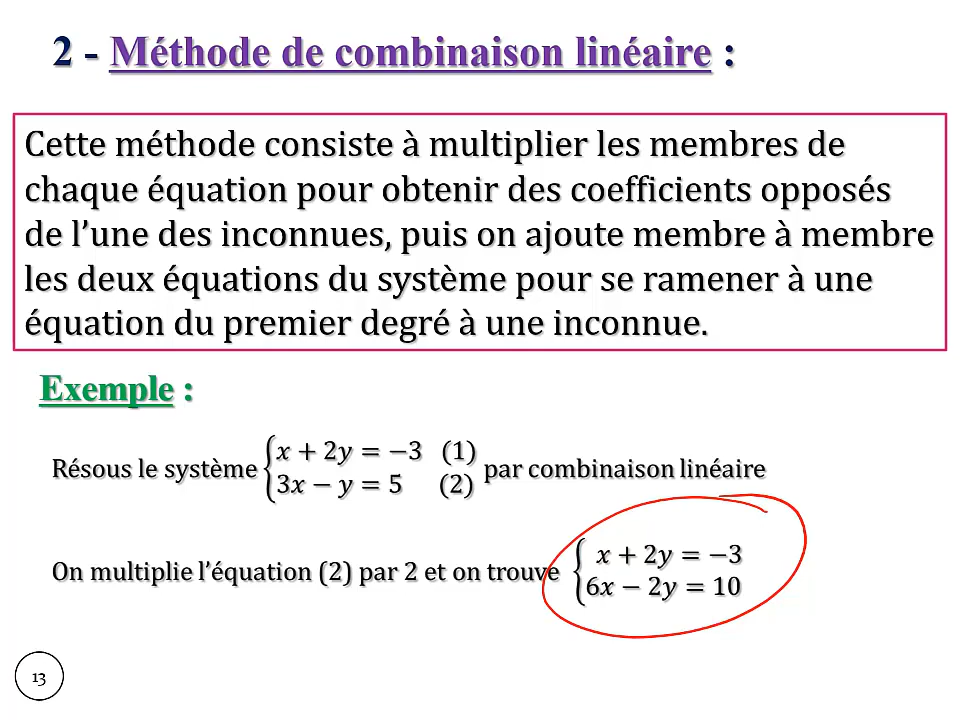 2 - Méthode de combinaison linéaire :
Cette méthode consiste à multiplier les membres de
chaque équation pour obtenir des coefficients opposés
de l’une des inconnues, puis on ajoute membre à membre
les deux équations du système pour se ramener à une
équation du premier degré à une inconnue.
Exemple :
Résous le système { x + 2y = −3 (1)
3x − y = 5 (2) par combinaison linéaire
On multiplie l’équation (2) par 2 et on trouve { x + 2y = −3
6x − 2y = 10
13